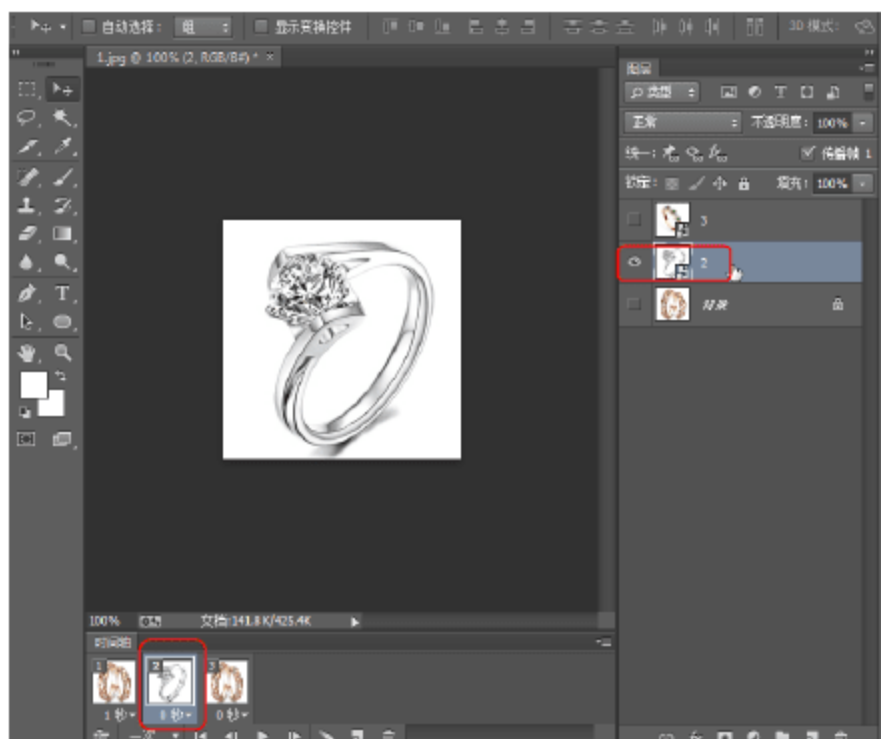 自动选择： 组 显示变换控件 3D 模式：
1.jpg @ 100% (2, RGB/8#) *
图层
类型
正常 不透明度： 100%
统一： 传播帧 1
锁定： 填充： 100%
3
2
背景
T
100% 文档:141.8K/425.4K
时间轴
1 2 3
1 秒 0 秒 0 秒
一次